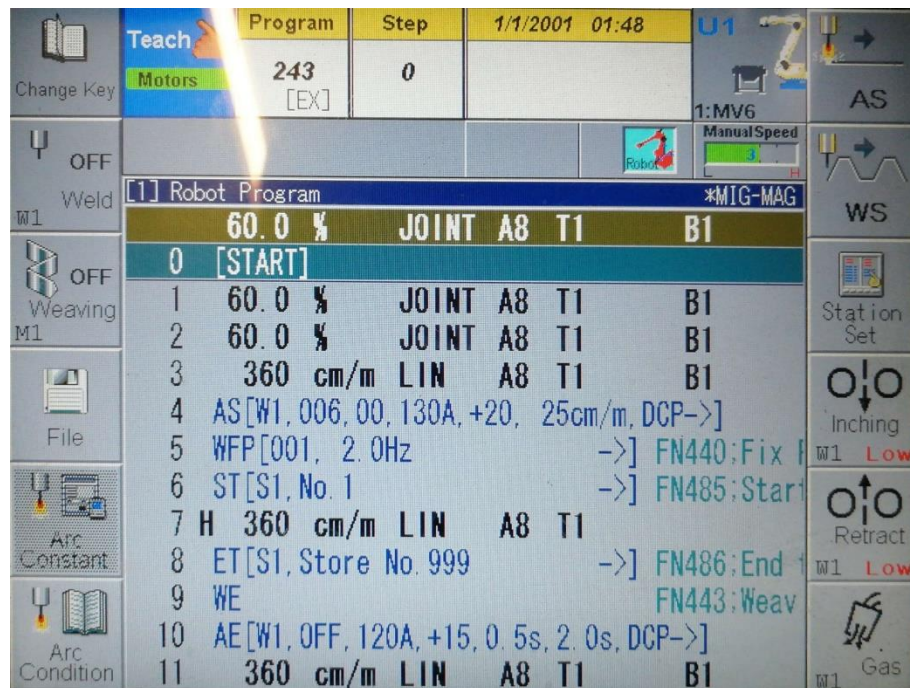 Change Key
Teach
Motors
Program
243
[EX]
Step
0
1/1/2001 01:48
U1
1:MV6
AS
OFF
Weld
W1
Robot
Manual Speed
3
L H
WS
[1] Robot Program *MIG-MAG
60.0 % JOINT A8 T1 B1
0 [START]
1 60.0 % JOINT A8 T1 B1
2 60.0 % JOINT A8 T1 B1
3 360 cm/m LIN A8 T1 B1
4 AS[W1,006,00,130A,+20, 25cm/m,DCP->]
5 WFP[001, 2.0Hz ->] FN440;Fix
6 ST[S1,No.1 ->] FN485;Start
7 H 360 cm/m LIN A8 T1
8 ET[S1,Store No.999 ->] FN486;End
9 WE FN443;Weav
10 AE[W1,OFF,120A,+15,0.5s,2.0s,DCP->]
11 360 cm/m LIN A8 T1 B1
OFF
Weaving
M1
File
Arc
Constant
Arc
Condition
Station
Set
Inching
W1 Low
Retract
W1 Low
Gas
W1